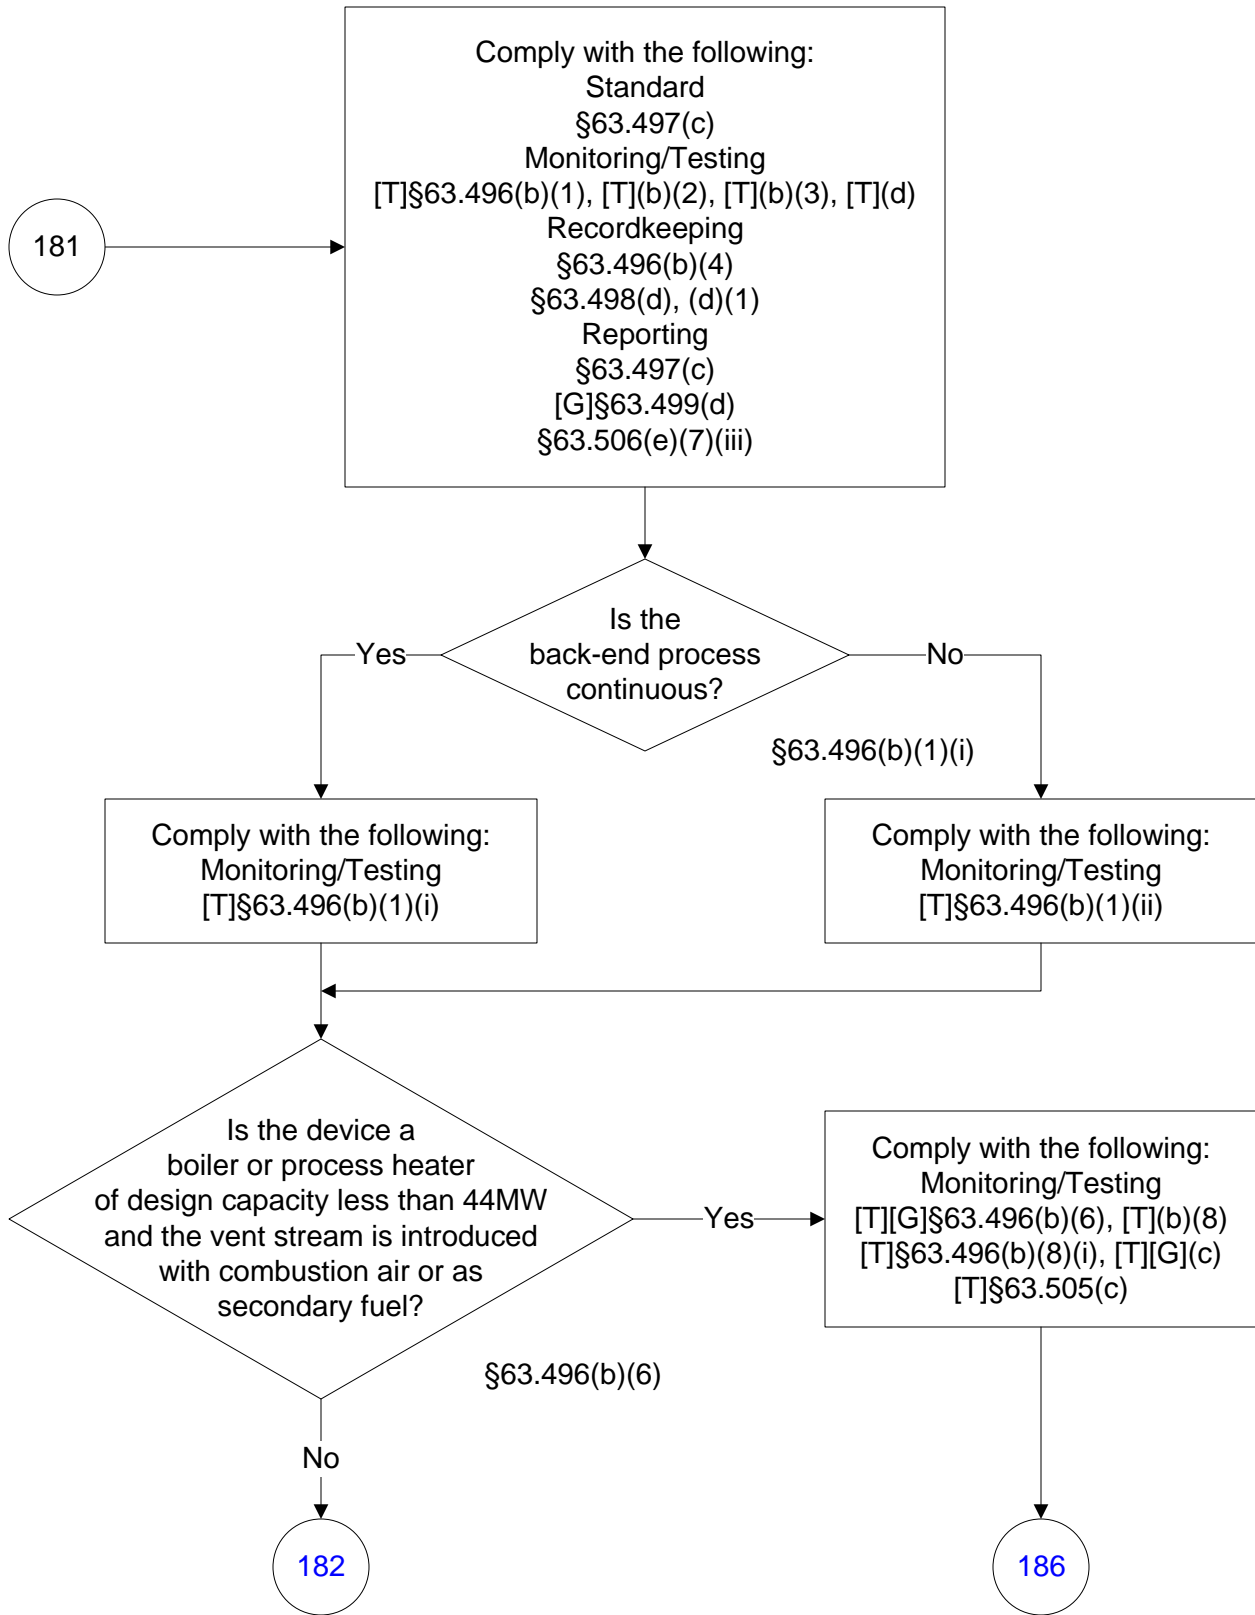 Comply with the following:
Standard
§63.497(c)
Monitoring/Testing
[T]§63.496(b)(1), [T](b)(2), [T](b)(3), [T](d)
Recordkeeping
§63.496(b)(4)
§63.498(d), (d)(1)
Reporting
§63.497(c)
[G]§63.499(d)
§63.506(e)(7)(iii)
181
Is the
back-end process
continuous?
Yes
No
§63.496(b)(1)(i)
Comply with the following:
Monitoring/Testing
[T]§63.496(b)(1)(i)
Comply with the following:
Monitoring/Testing
[T]§63.496(b)(1)(ii)
Is the device a
boiler or process heater
of design capacity less than 44MW
and the vent stream is introduced
with combustion air or as
secondary fuel?
Yes
Comply with the following:
Monitoring/Testing
[T][G]§63.496(b)(6), [T](b)(8)
[T]§63.496(b)(8)(i), [T][G](c)
[T]§63.505(c)
§63.496(b)(6)
No
182
186